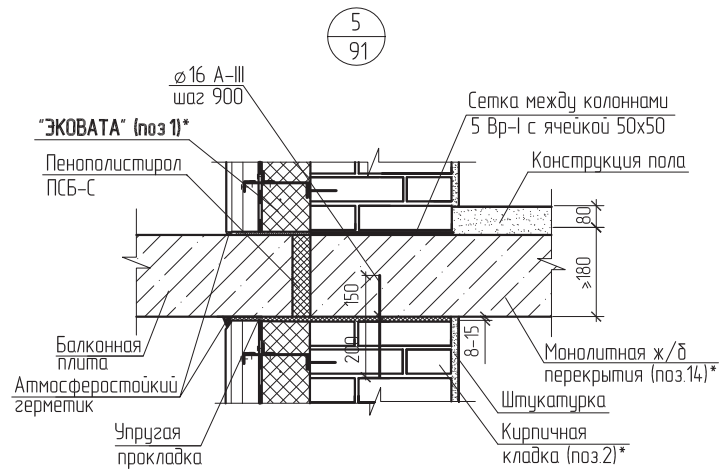 5
91
⌀16 А-III
шаг 900
"ЭКОВАТА" (поз 1)*
Сетка между колоннами
5 Вр-I с ячейкой 50х50
Пенополистирол
ПСБ-С
Конструкция пола
80
≥180
150
200
8-15
Балконная
плита
Монолитная ж/б
перекрытия (поз.14)*
Атмосферостойкий
герметик
Штукатурка
Упругая
прокладка
Кирпичная
кладка (поз.2)*